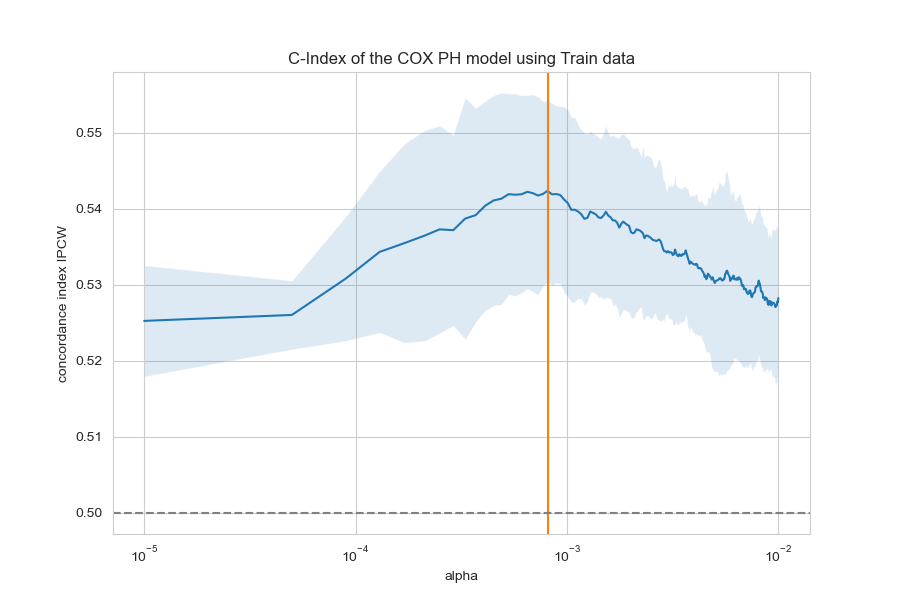 C-Index of the COX PH model using Train data
concordance index IPCW
0.55
0.54
0.53
0.52
0.51
0.50
10⁻⁵ 10⁻⁴ 10⁻³ 10⁻²
alpha